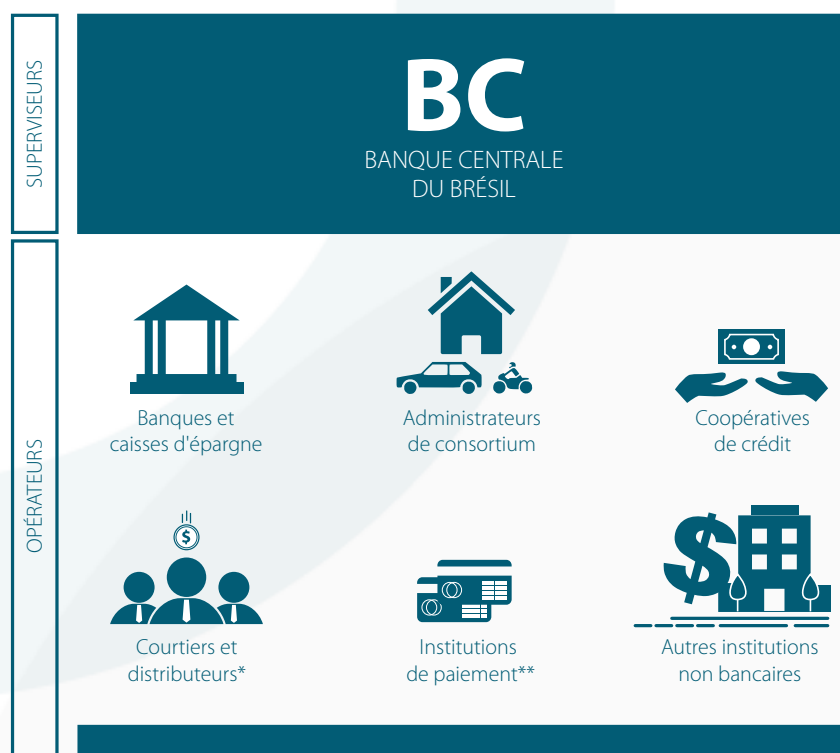 SUPERVISEURS
BC
BANQUE CENTRALE
DU BRÉSIL
OPÉRATEURS
Banques et
caisses d'épargne
Administrateurs
de consortium
Coopératives
de crédit
$
Courtiers et
distributeurs*
Institutions
de paiement**
$
Autres institutions
non bancaires